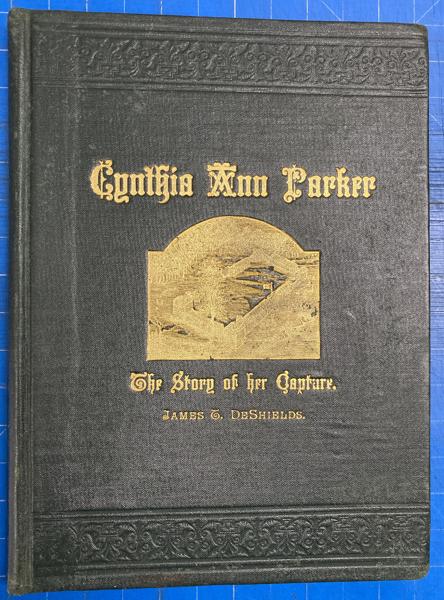 Cynthia Ann Parker
The Story of her Capture.
JAMES T. DESHIELDS.